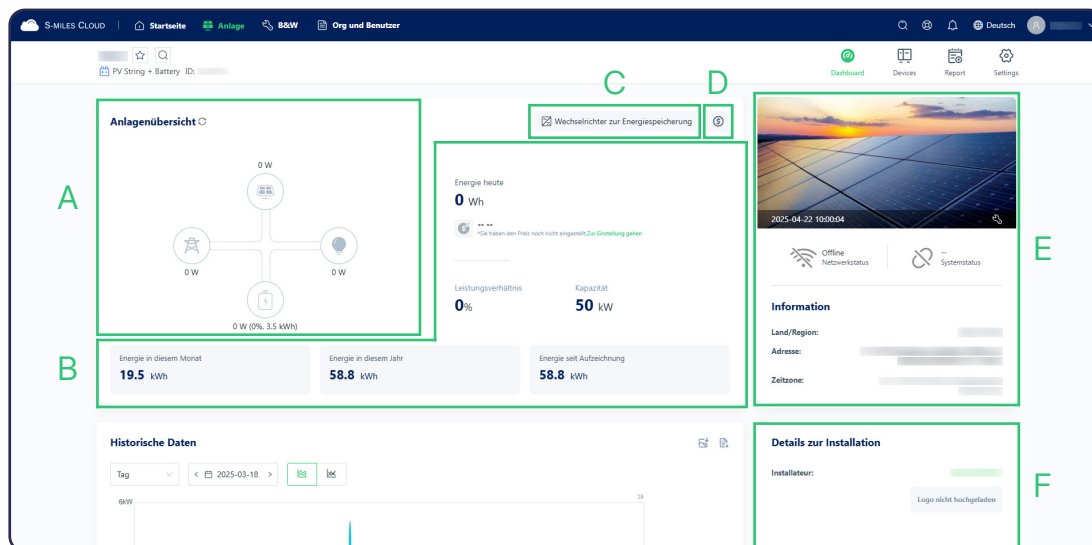 S-MILES CLOUD Startseite Anlage B&W Org und Benutzer Deutsch
PV String + Battery ID:
Dashboard Devices Report Settings
A
Anlagenübersicht
0 W
0 W
0 W
0 W (0%, 3.5 kWh)
C
Wechselrichter zur Energiespeicherung
D
$
B
Energie heute
0 Wh
-- --
*Sie haben den Preis noch nicht eingestellt.Zur Einstellung gehen
Leistungsverhältnis
0%
Kapazität
50 kW
Energie in diesem Monat
19.5 kWh
Energie in diesem Jahr
58.8 kWh
Energie seit Aufzeichnung
58.8 kWh
E
2025-04-22 10:00:04
Offline
Netzwerkstatus
--
Systemstatus
Information
Land/Region:
Adresse:
Zeitzone:
Historische Daten
Tag
< 2025-03-18 >
6kW
»
F
Details zur Installation
Installateur:
Logo nicht hochgeladen